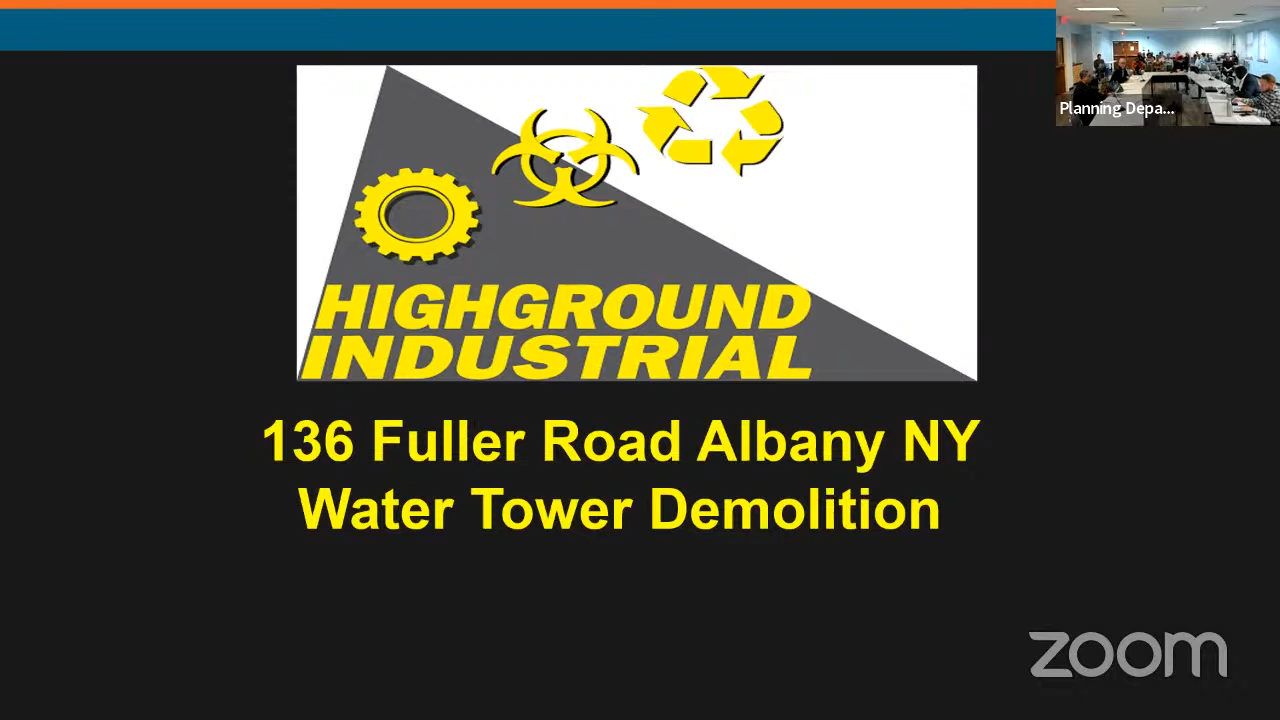 Planning Depa...
HIGHGROUND
INDUSTRIAL
136 Fuller Road Albany NY
Water Tower Demolition
zoom